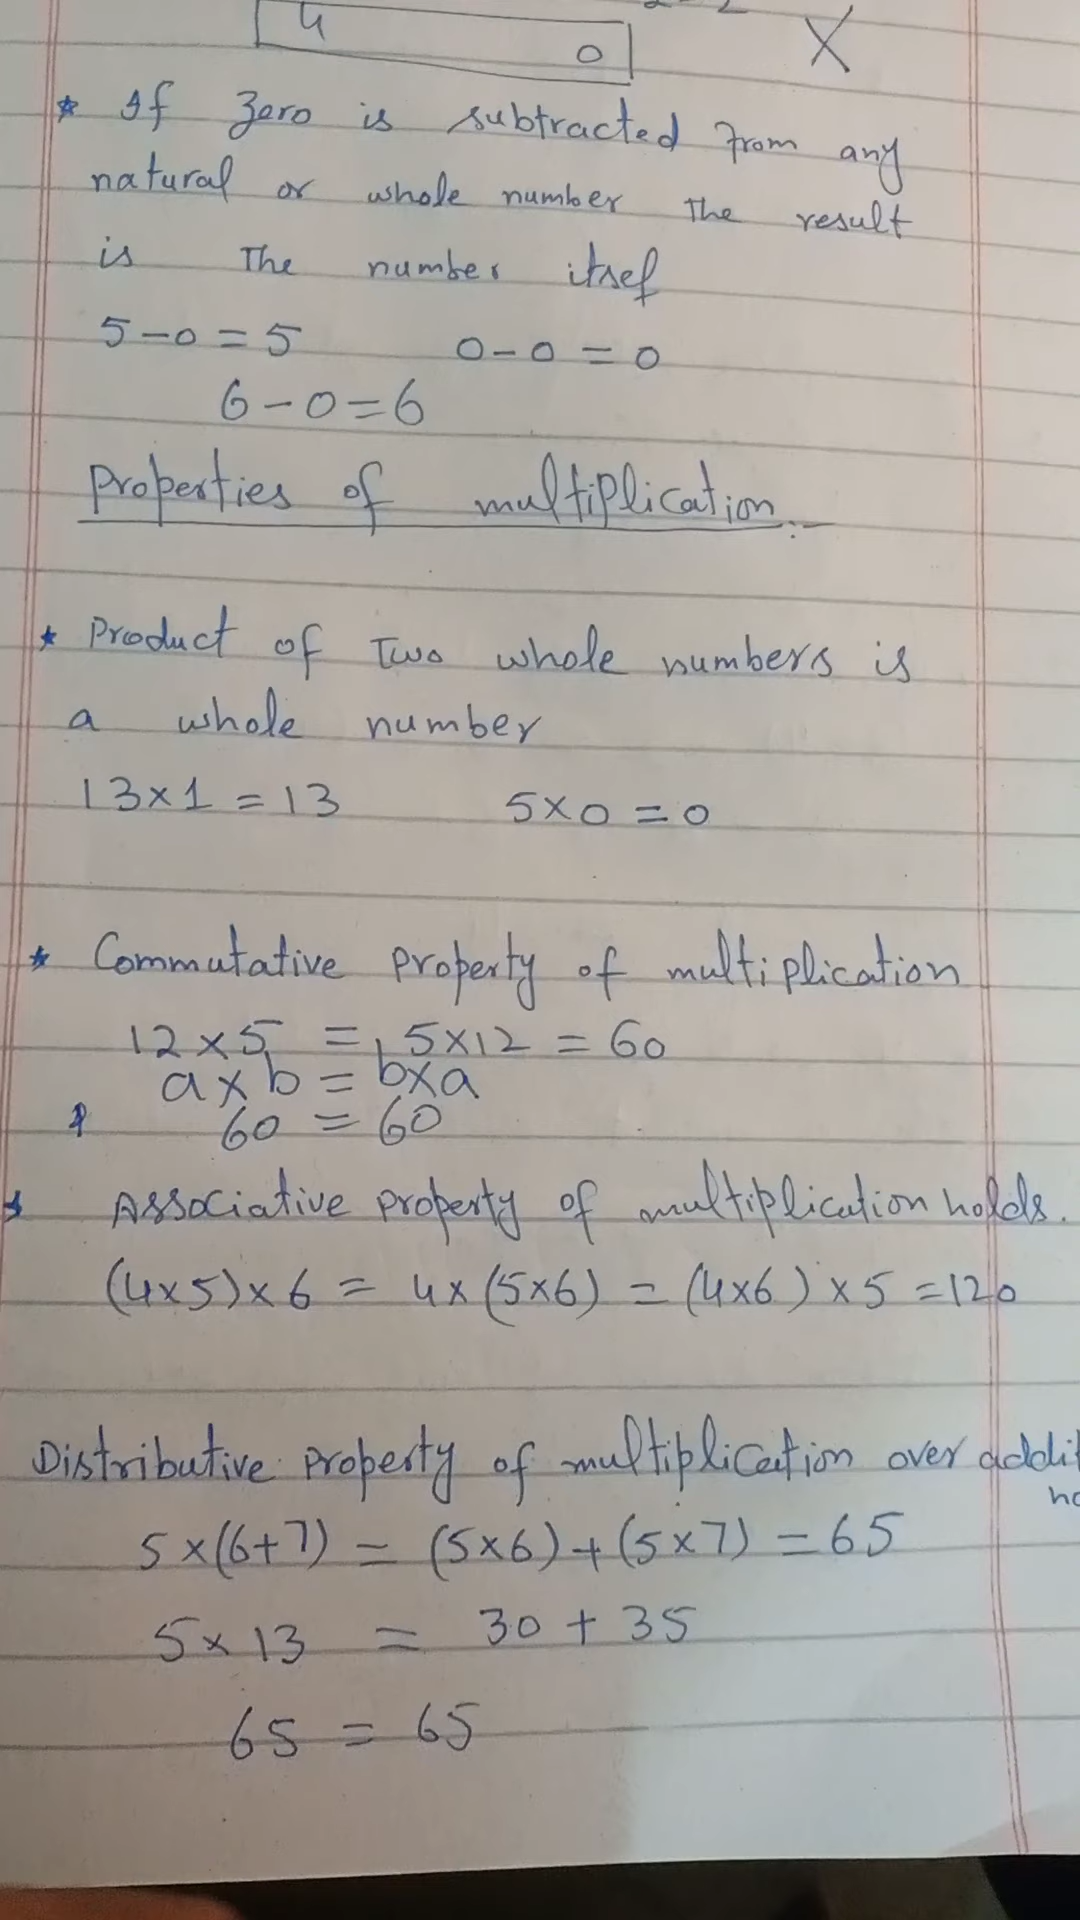 4
0
X
* If zero is subtracted from any
natural or whole number The result
is The number itsef
5-0=5 0-0=0
6-0=6
Properties of multiplication
* Product of Two whole numbers is
a whole number
13×1=13 5×0=0
* Commutative property of multiplication
12×5 = 5×12 = 60
a×b = b×a
60 = 60
* Associative property of multiplication holds.
(4×5)×6 = 4×(5×6) = (4×6)×5 =120
Distributive property of multiplication over addit
ho
5×(6+7) = (5×6)+(5×7) =65
5×13 = 30 + 35
65 = 65